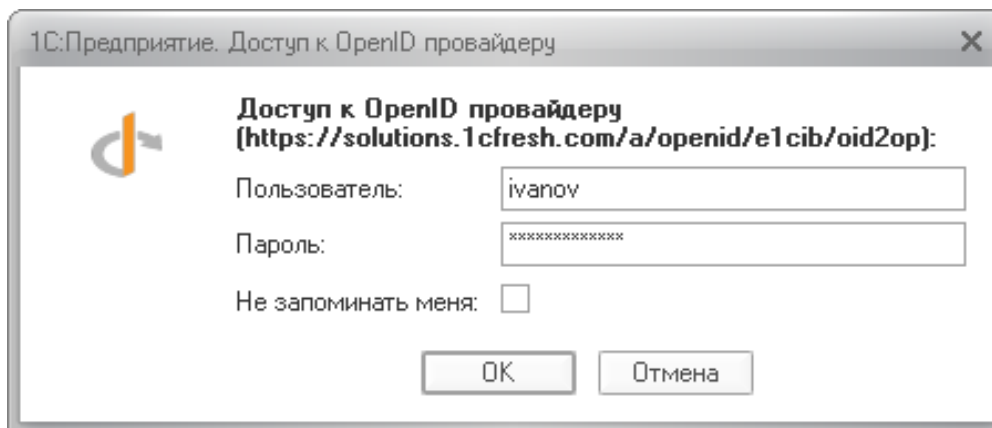 1С:Предприятие. Доступ к OpenID провайдеру
Доступ к OpenID провайдеру
(https://solutions.1cfresh.com/a/openid/e1cib/oid2op):
Пользователь: ivanov
Пароль: *************
Не запоминать меня:
OK Отмена